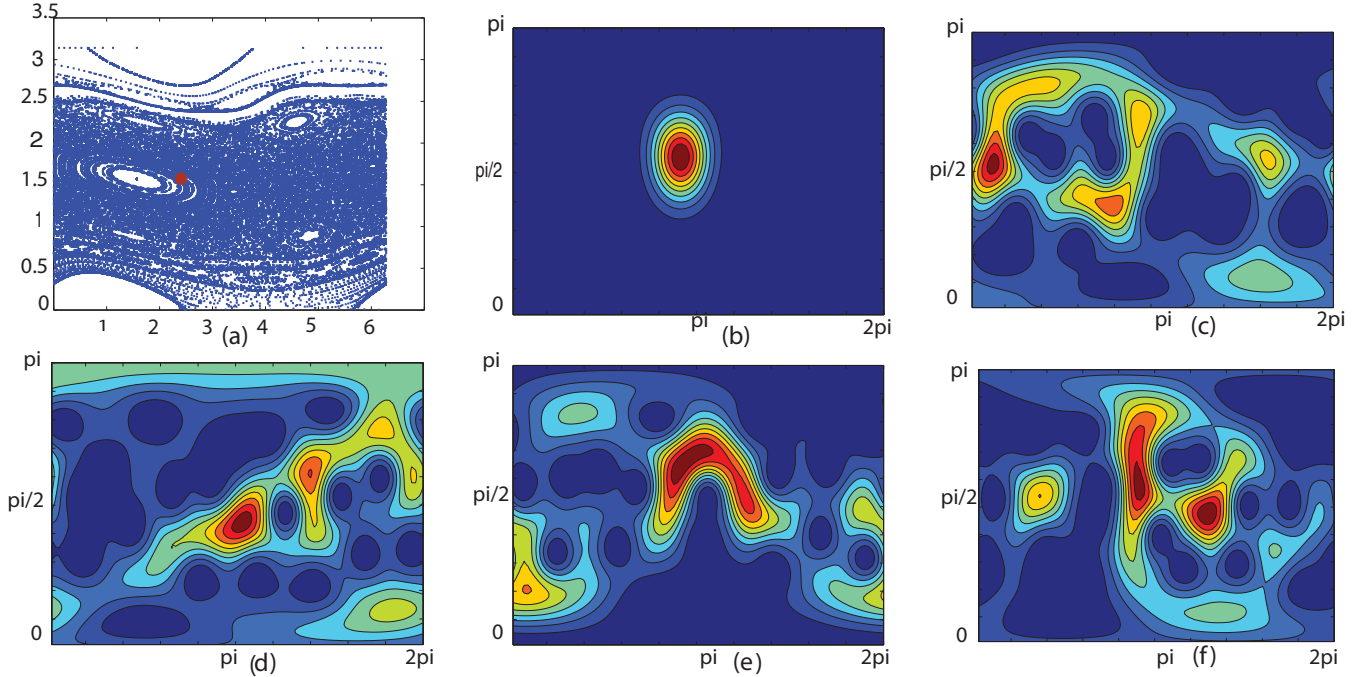 3.5
3
2.5
2
1.5
1
0.5
0
1 2 3 4 5 6
(a)
pi
pi/2
0
pi 2pi
(b)
pi
pi/2
0
pi 2pi
(c)
pi
pi/2
0
pi 2pi
(d)
pi
pi/2
0
pi 2pi
(e)
pi
pi/2
0
pi 2pi
(f)